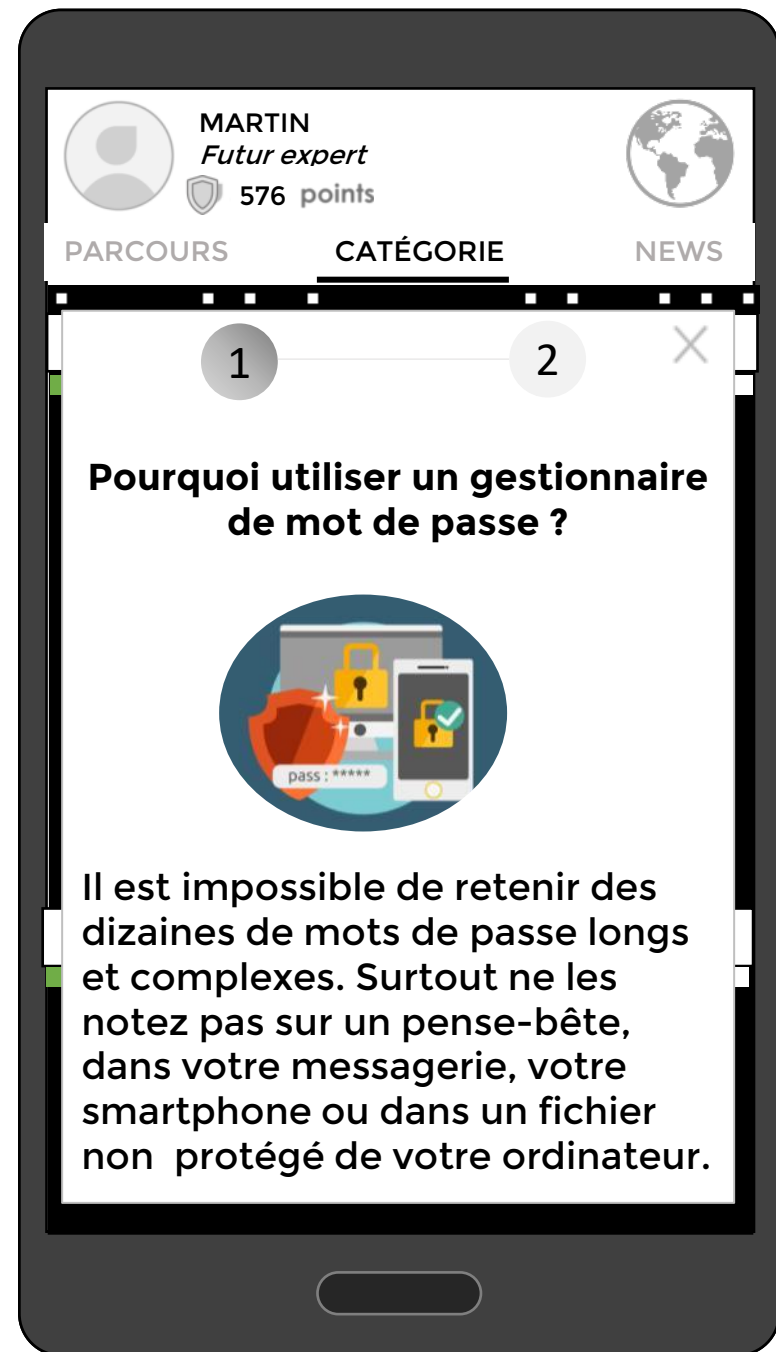 MARTIN
Futur expert
576 points
PARCOURS CATÉGORIE NEWS
1 2
Pourquoi utiliser un gestionnaire
de mot de passe ?
pass : *****
Il est impossible de retenir des
dizaines de mots de passe longs
et complexes. Surtout ne les
notez pas sur un pense-bête,
dans votre messagerie, votre
smartphone ou dans un fichier
non  protégé de votre ordinateur.